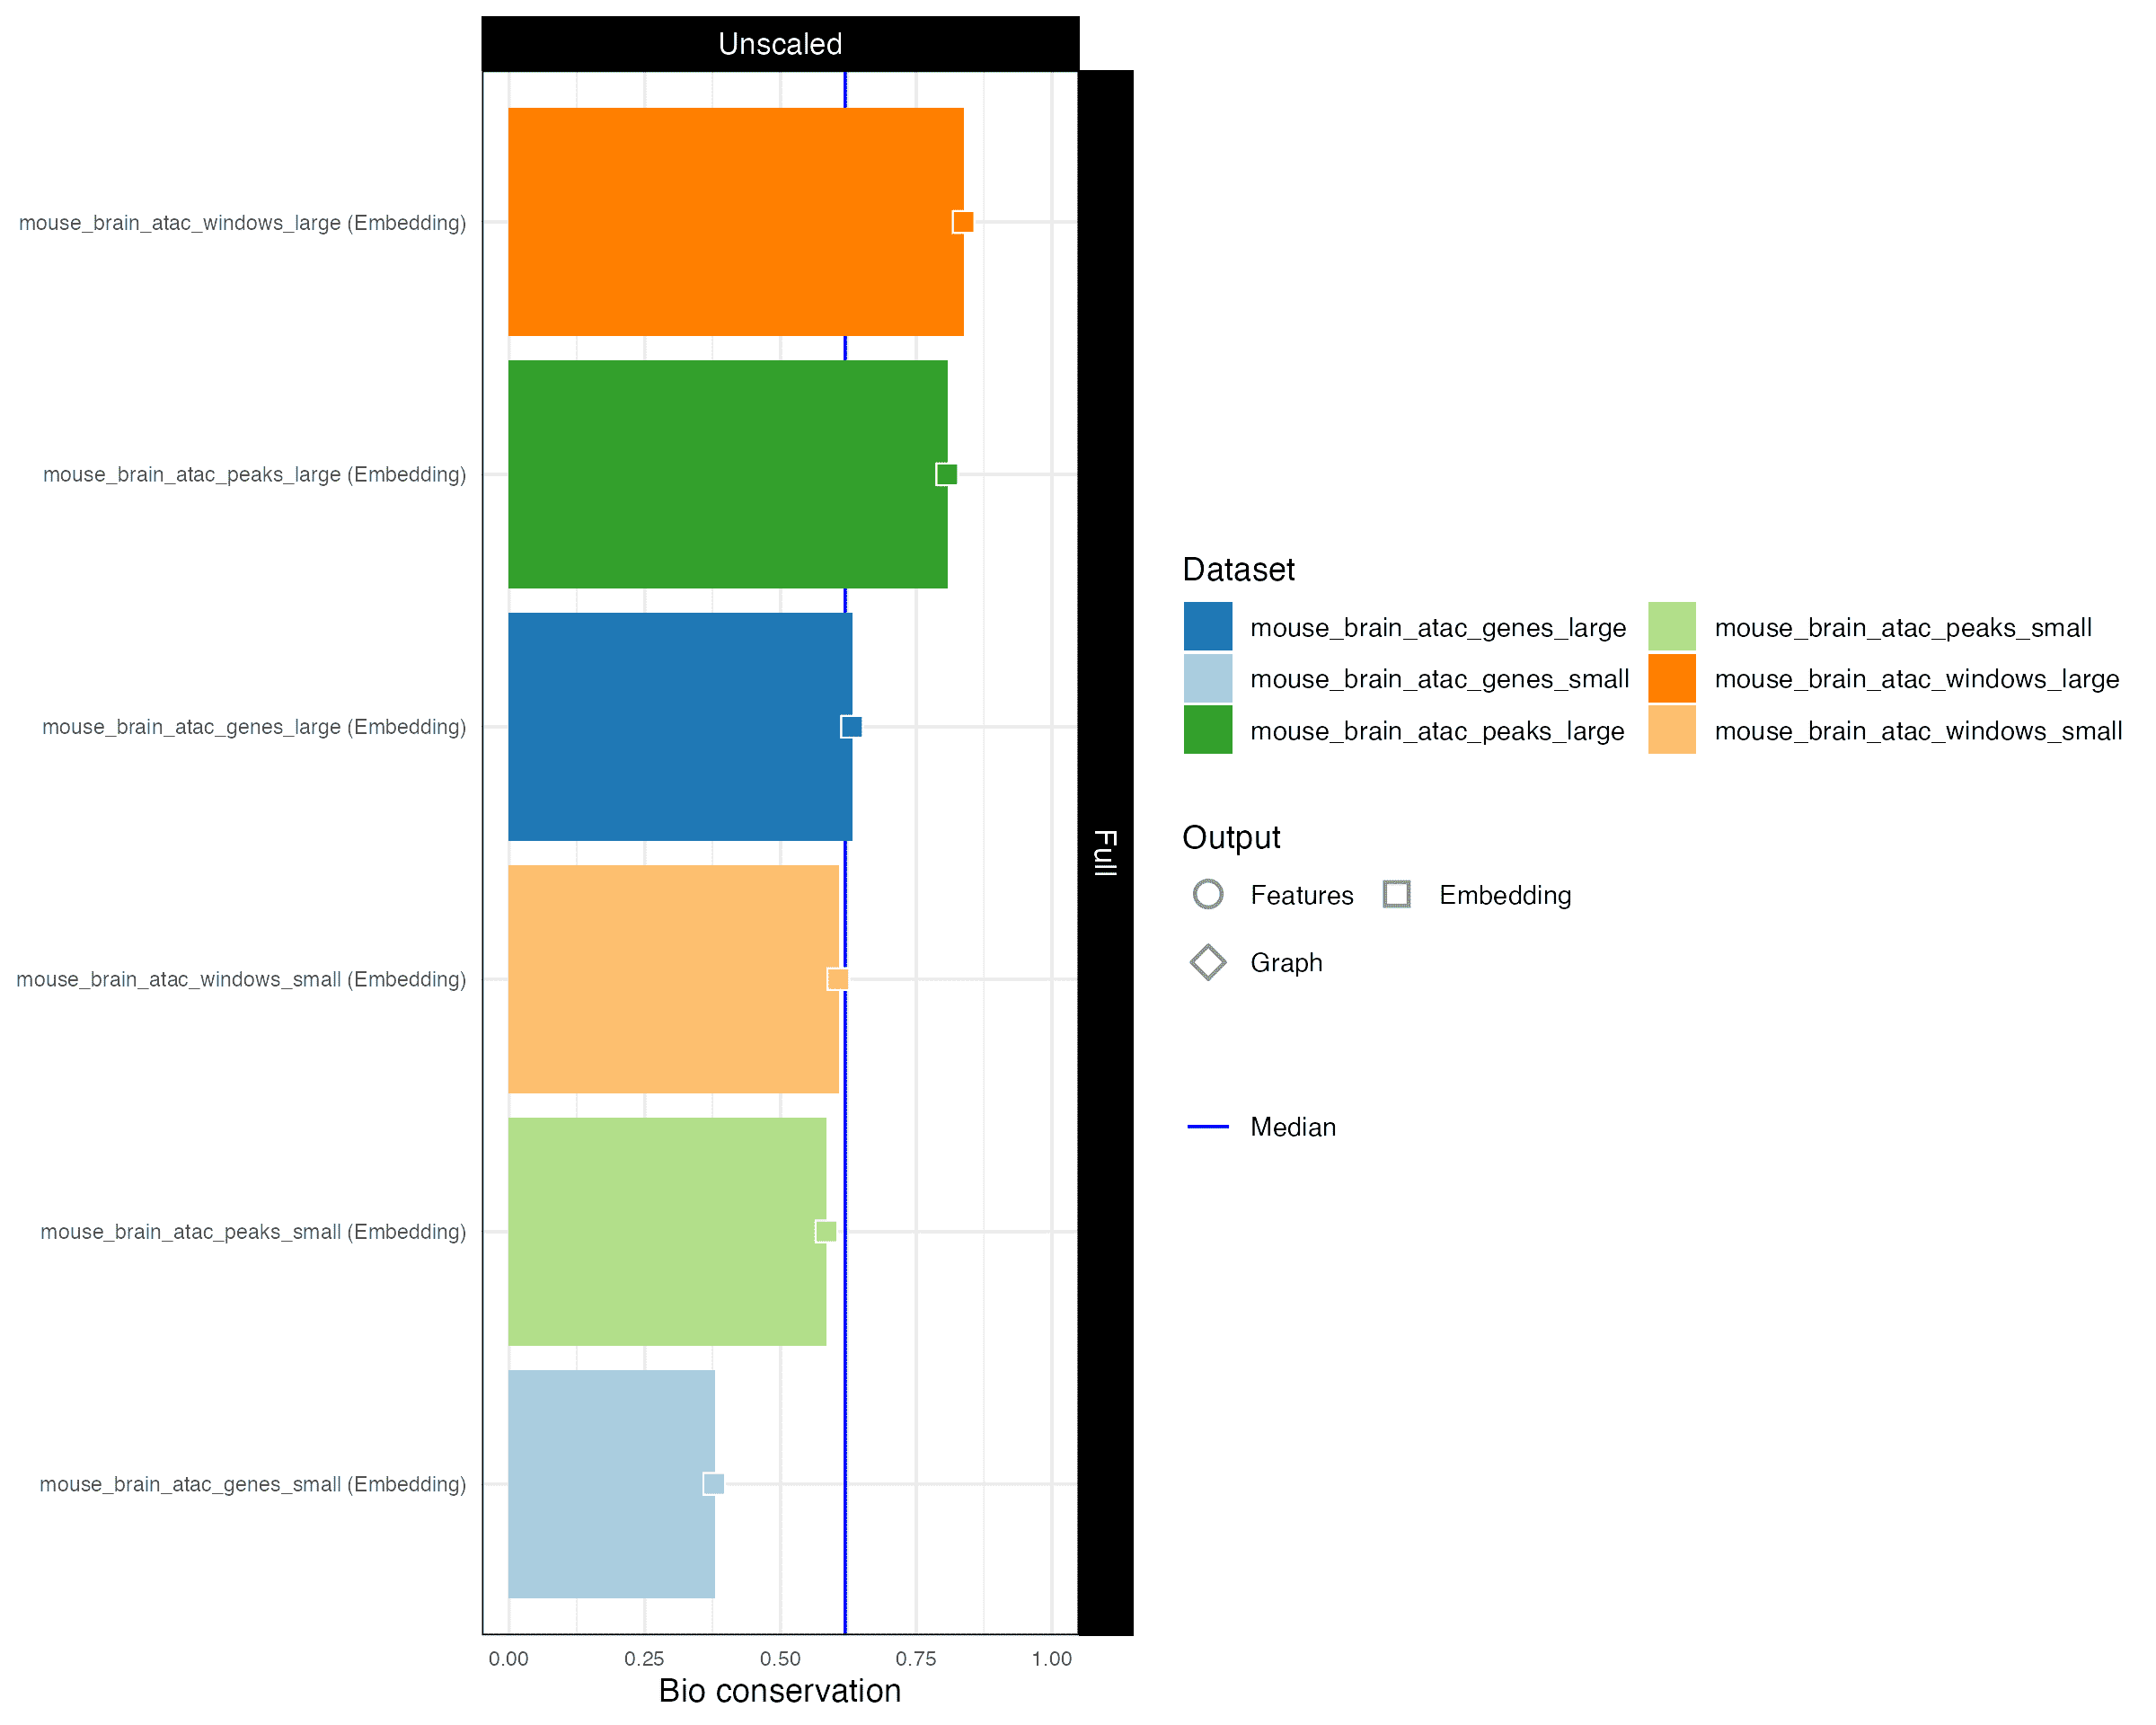 Unscaled
mouse_brain_atac_windows_large (Embedding)
mouse_brain_atac_peaks_large (Embedding)
mouse_brain_atac_genes_large (Embedding)
mouse_brain_atac_windows_small (Embedding)
mouse_brain_atac_peaks_small (Embedding)
mouse_brain_atac_genes_small (Embedding)
0.00 0.25 0.50 0.75 1.00
Bio conservation
Full
Dataset
mouse_brain_atac_genes_large mouse_brain_atac_peaks_small
mouse_brain_atac_genes_small mouse_brain_atac_windows_large
mouse_brain_atac_peaks_large mouse_brain_atac_windows_small
Output
Features Embedding
Graph
Median